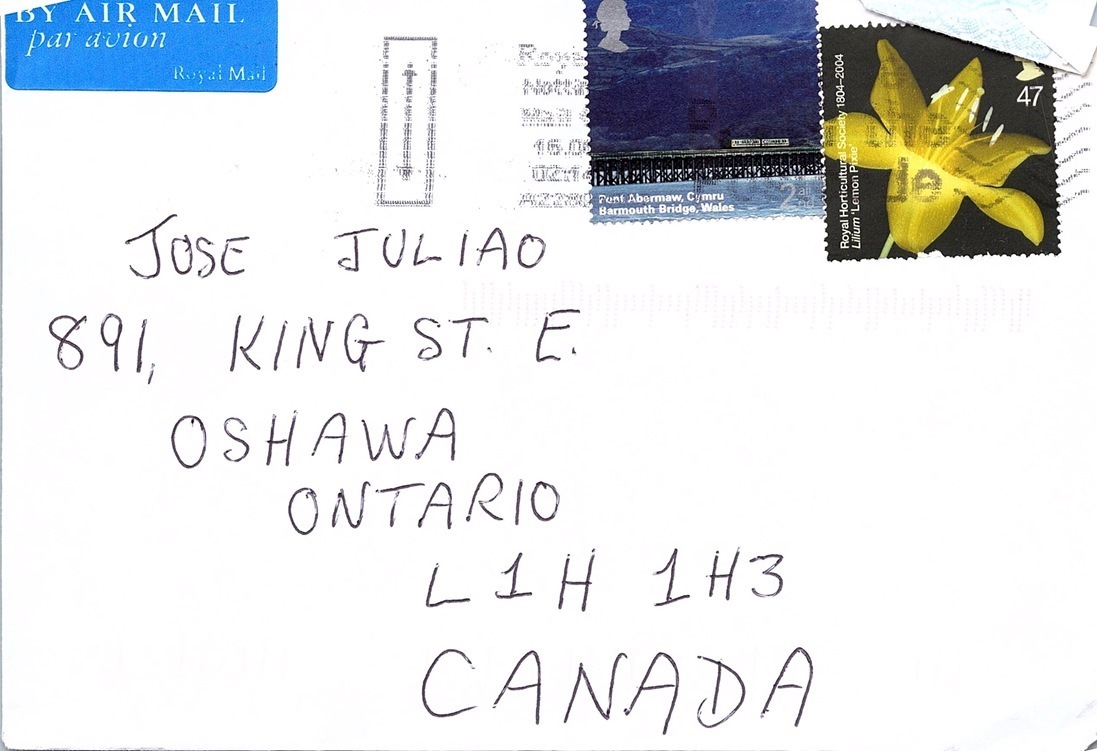 BY AIR MAIL
par avion
Royal Mail
Pont Abermaw, Cymru
Barmouth Bridge, Wales
2nd
Royal Horticultural Society 1804–2004
Lilium 'Lemon Pixie'
47
JOSE JULIAO
891, KING ST. E.
OSHAWA
ONTARIO
L1H 1H3
CANADA